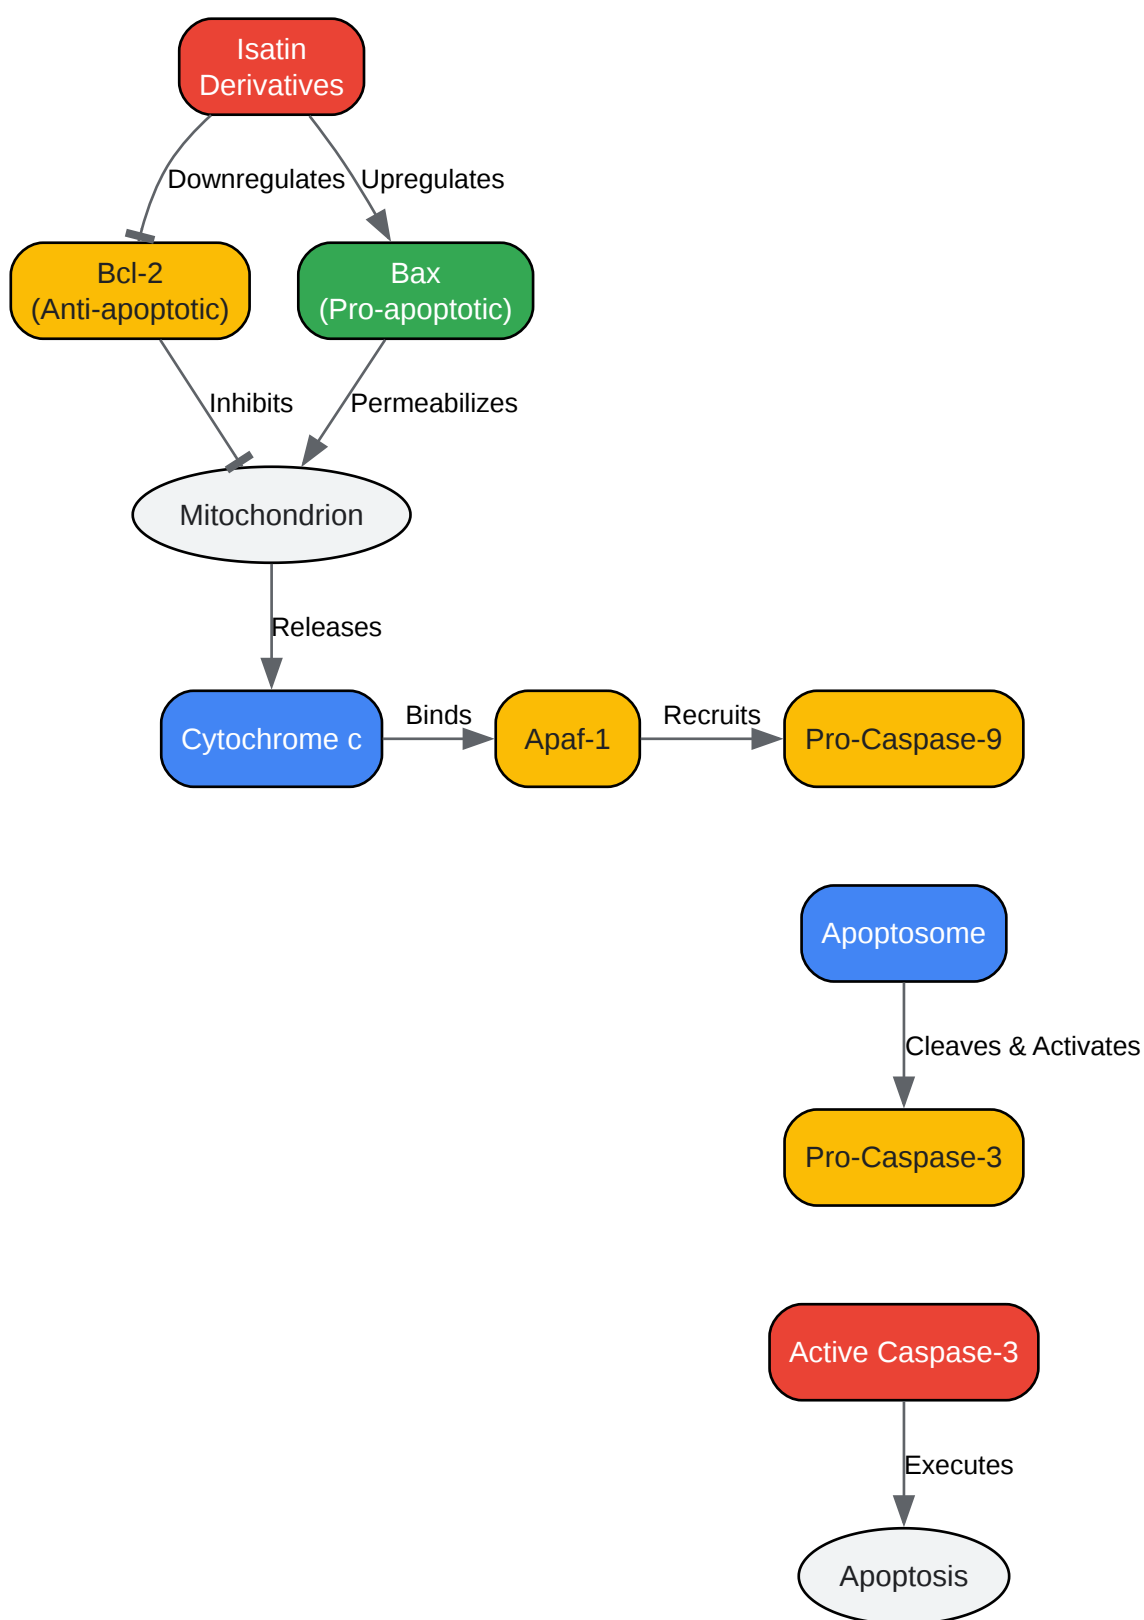 Isatin
Derivatives
Downregulates
Upregulates
Bcl-2
(Anti-apoptotic)
Bax
(Pro-apoptotic)
Inhibits
Permeabilizes
Mitochondrion
Releases
Cytochrome c
Binds
Apaf-1
Recruits
Pro-Caspase-9
Apoptosome
Cleaves & Activates
Pro-Caspase-3
Active Caspase-3
Executes
Apoptosis